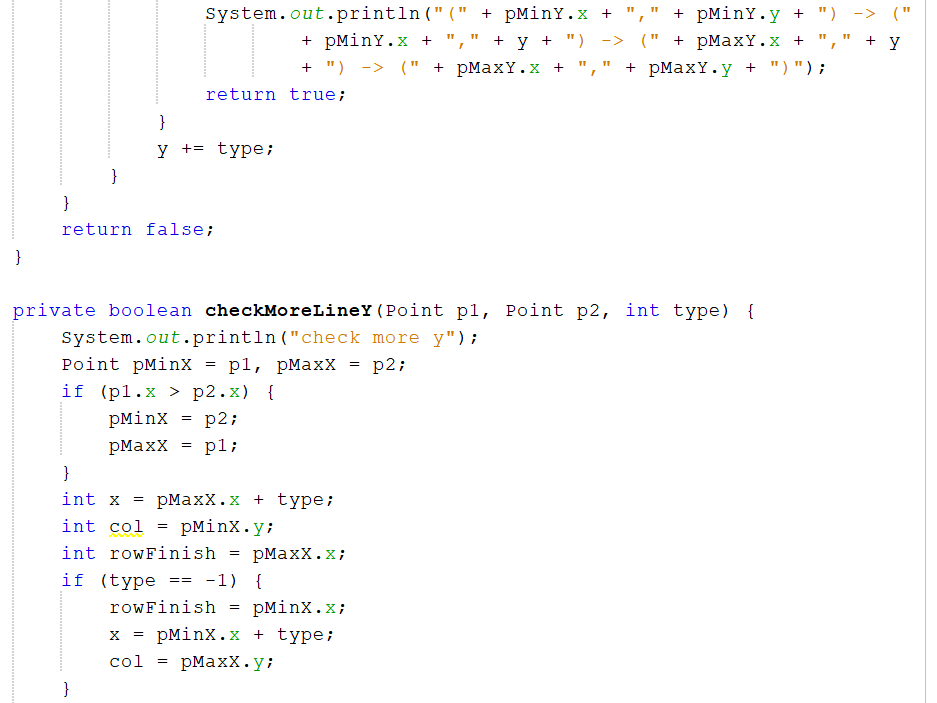 System.out.println("(" + pMinY.x + "," + pMinY.y + ") -> ("
+ pMinY.x + "," + y + ") -> (" + pMaxY.x + "," + y
+ ") -> (" + pMaxY.x + "," + pMaxY.y + ")");
return true;
}
y += type;
}
}
return false;
}
private boolean checkMoreLineY(Point p1, Point p2, int type) {
System.out.println("check more y");
Point pMinX = p1, pMaxX = p2;
if (p1.x > p2.x) {
pMinX = p2;
pMaxX = p1;
}
int x = pMaxX.x + type;
int col = pMinX.y;
int rowFinish = pMaxX.x;
if (type == -1) {
rowFinish = pMinX.x;
x = pMinX.x + type;
col = pMaxX.y;
}